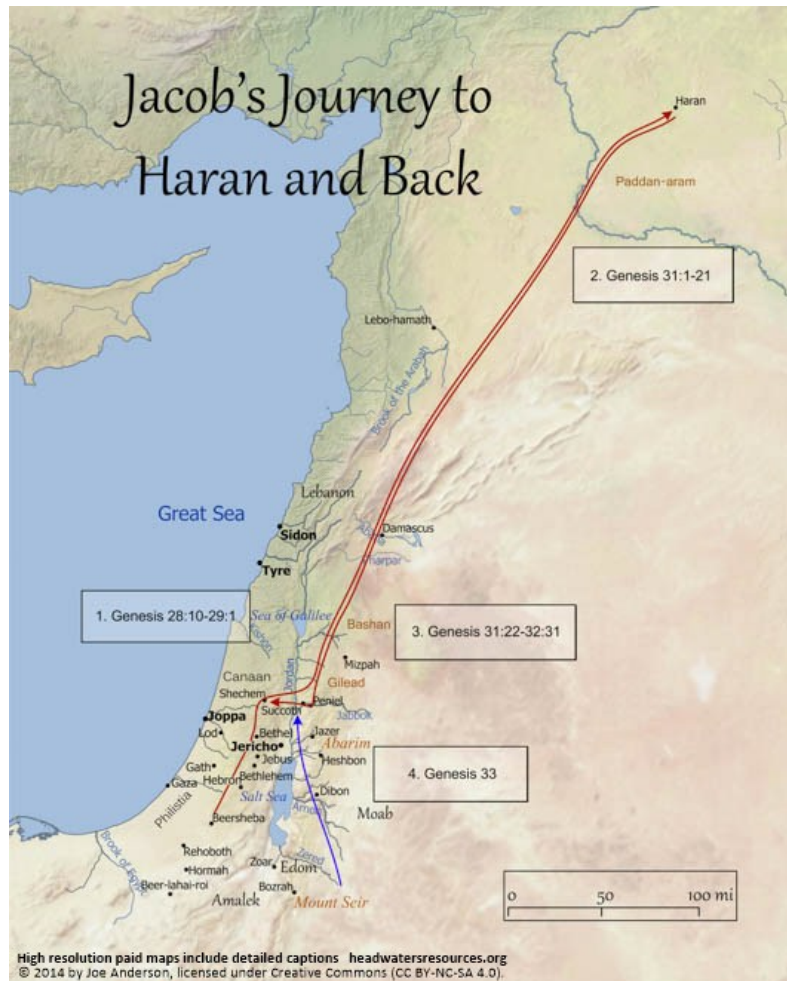 Jacob's Journey to
Haran and Back
Haran
Paddan-aram
2. Genesis 31:1-21
Lebo-hamath
Brook of the Arabah
Lebanon
Great Sea
Sidon
Damascus
Tyre
Pharpar
1. Genesis 28:10-29:1
Sea of Galilee
Bashan
3. Genesis 31:22-32:31
Kishon
Mizpah
Canaan
Jordan
Gilead
Shechem
Succoth
Peniel
Joppa
Jabbok
Lod
Bethel
Jazer
Abarim
Jericho
Jebus
Heshbon
Gath
Bethlehem
4. Genesis 33
Gaza
Hebron
Philistia
Salt Sea
Dibon
Arnon
Moab
Beersheba
Rehoboth
Brook of Egypt
Hormah
Zoar
Edom
Zered
Beer-lahai-roi
Bozrah
Amalek
Mount Seir
0 50 100 mi
High resolution paid maps include detailed captions headwatersresources.org
© 2014 by Joe Anderson, licensed under Creative Commons (CC BY-NC-SA 4.0).